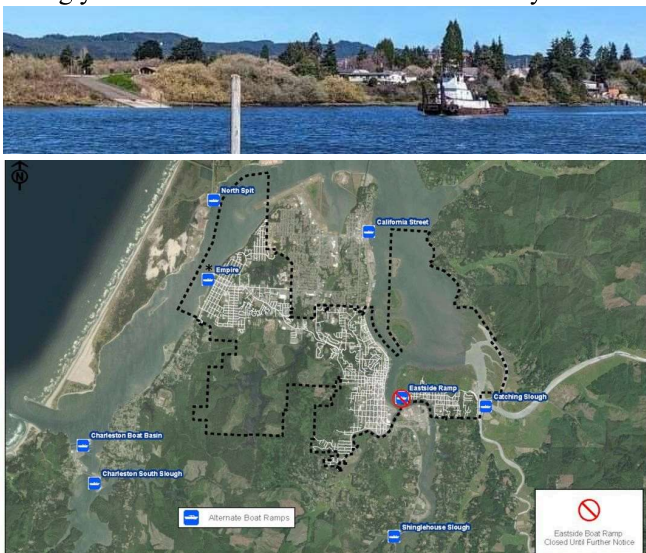 N
North Spit
California Street
* Empire
Eastside Ramp
Catching Slough
Charleston Boat Basin
Charleston South Slough
Alternate Boat Ramps
Shinglehouse Slough
Eastside Boat Ramp
Closed Until Further Notice